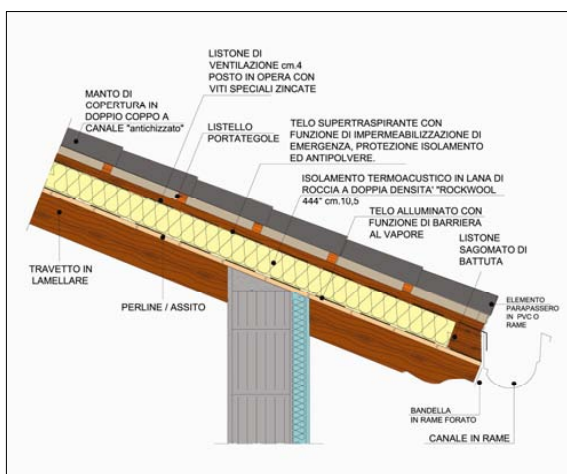 LISTONE DI
VENTILAZIONE cm.4
POSTO IN OPERA CON
VITI SPECIALI ZINCATE
MANTO DI
COPERTURA IN
DOPPIO COPPO A
CANALE "antichizzato"
LISTELLO
PORTATEGOLE
TELO SUPERTRASPIRANTE CON
FUNZIONE DI IMPERMEABILIZZAZIONE DI
EMERGENZA, PROTEZIONE ISOLAMENTO
ED ANTIPOLVERE.
ISOLAMENTO TERMOACUSTICO IN LANA DI
ROCCIA A DOPPIA DENSITA' "ROCKWOOL
444" cm.10,5
TELO ALLUMINATO CON
FUNZIONE DI BARRIERA
AL VAPORE
LISTONE
SAGOMATO DI
BATTUTA
TRAVETTO IN
LAMELLARE
PERLINE / ASSITO
ELEMENTO
PARAPASSERO
IN PVC O
RAME
BANDELLA
IN RAME FORATO
CANALE IN RAME